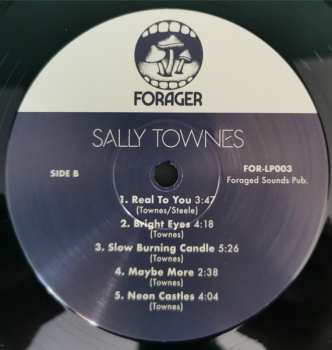 FORAGER
SALLY TOWNES
SIDE B
FOR-LP003
Foraged Sounds Pub.
1. Real To You 3:47
(Townes/Steele)
2. Bright Eyes 4:18
(Townes)
3. Slow Burning Candle 5:26
(Townes)
4. Maybe More 2:38
(Townes)
5. Neon Castles 4:04
(Townes)